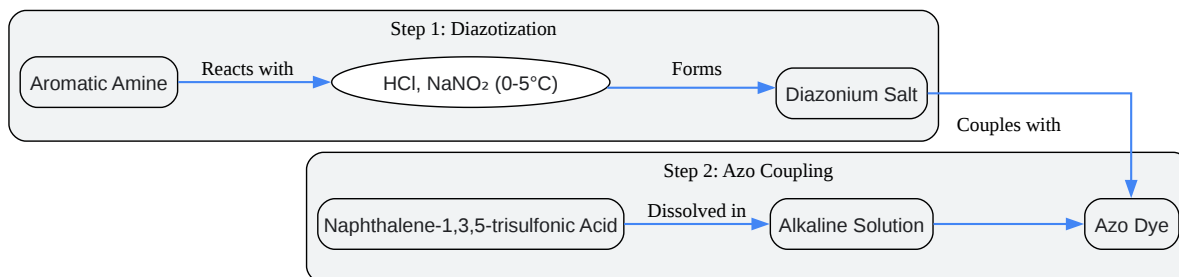 Step 1: Diazotization
Aromatic Amine
Reacts with
HCl, NaNO₂ (0-5°C)
Forms
Diazonium Salt
Couples with
Step 2: Azo Coupling
Naphthalene-1,3,5-trisulfonic Acid
Dissolved in
Alkaline Solution
Azo Dye